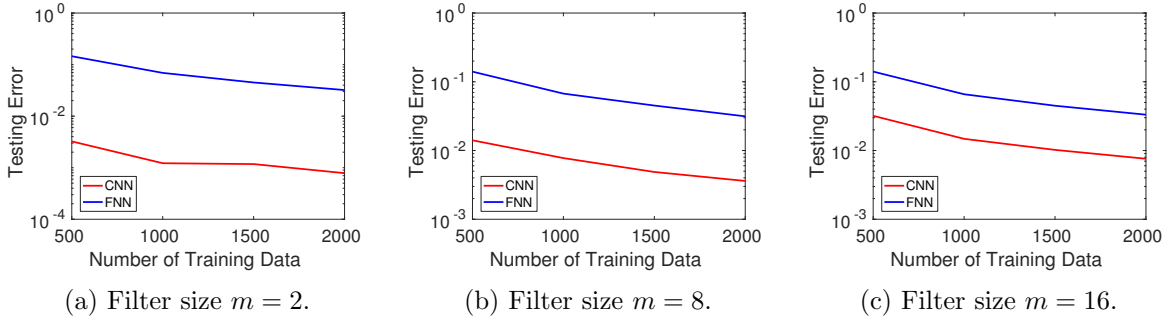 10^0
10^-2
10^-4
Testing Error
CNN
FNN
500 1000 1500 2000
Number of Training Data
(a) Filter size m = 2.
10^0
10^-1
10^-2
10^-3
Testing Error
CNN
FNN
500 1000 1500 2000
Number of Training Data
(b) Filter size m = 8.
10^0
10^-1
10^-2
10^-3
Testing Error
CNN
FNN
500 1000 1500 2000
Number of Training Data
(c) Filter size m = 16.